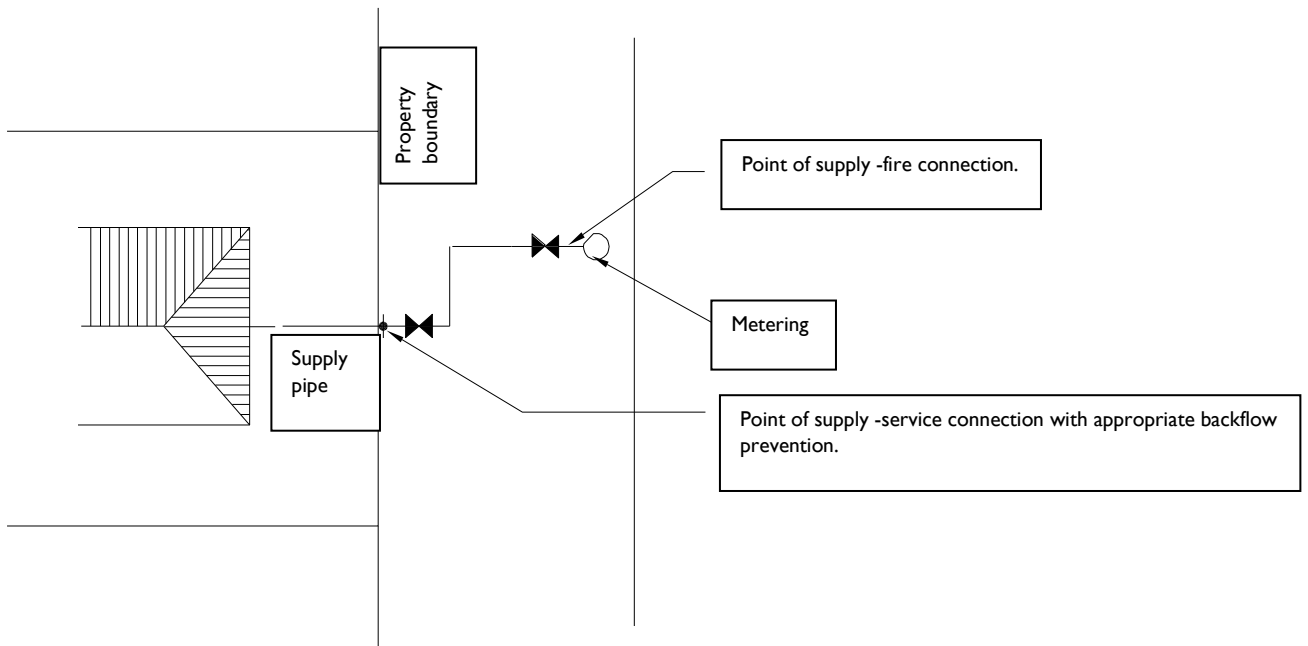 Property
boundary
Point of supply -fire connection.
Metering
Supply
pipe
Point of supply -service connection with appropriate backflow
prevention.